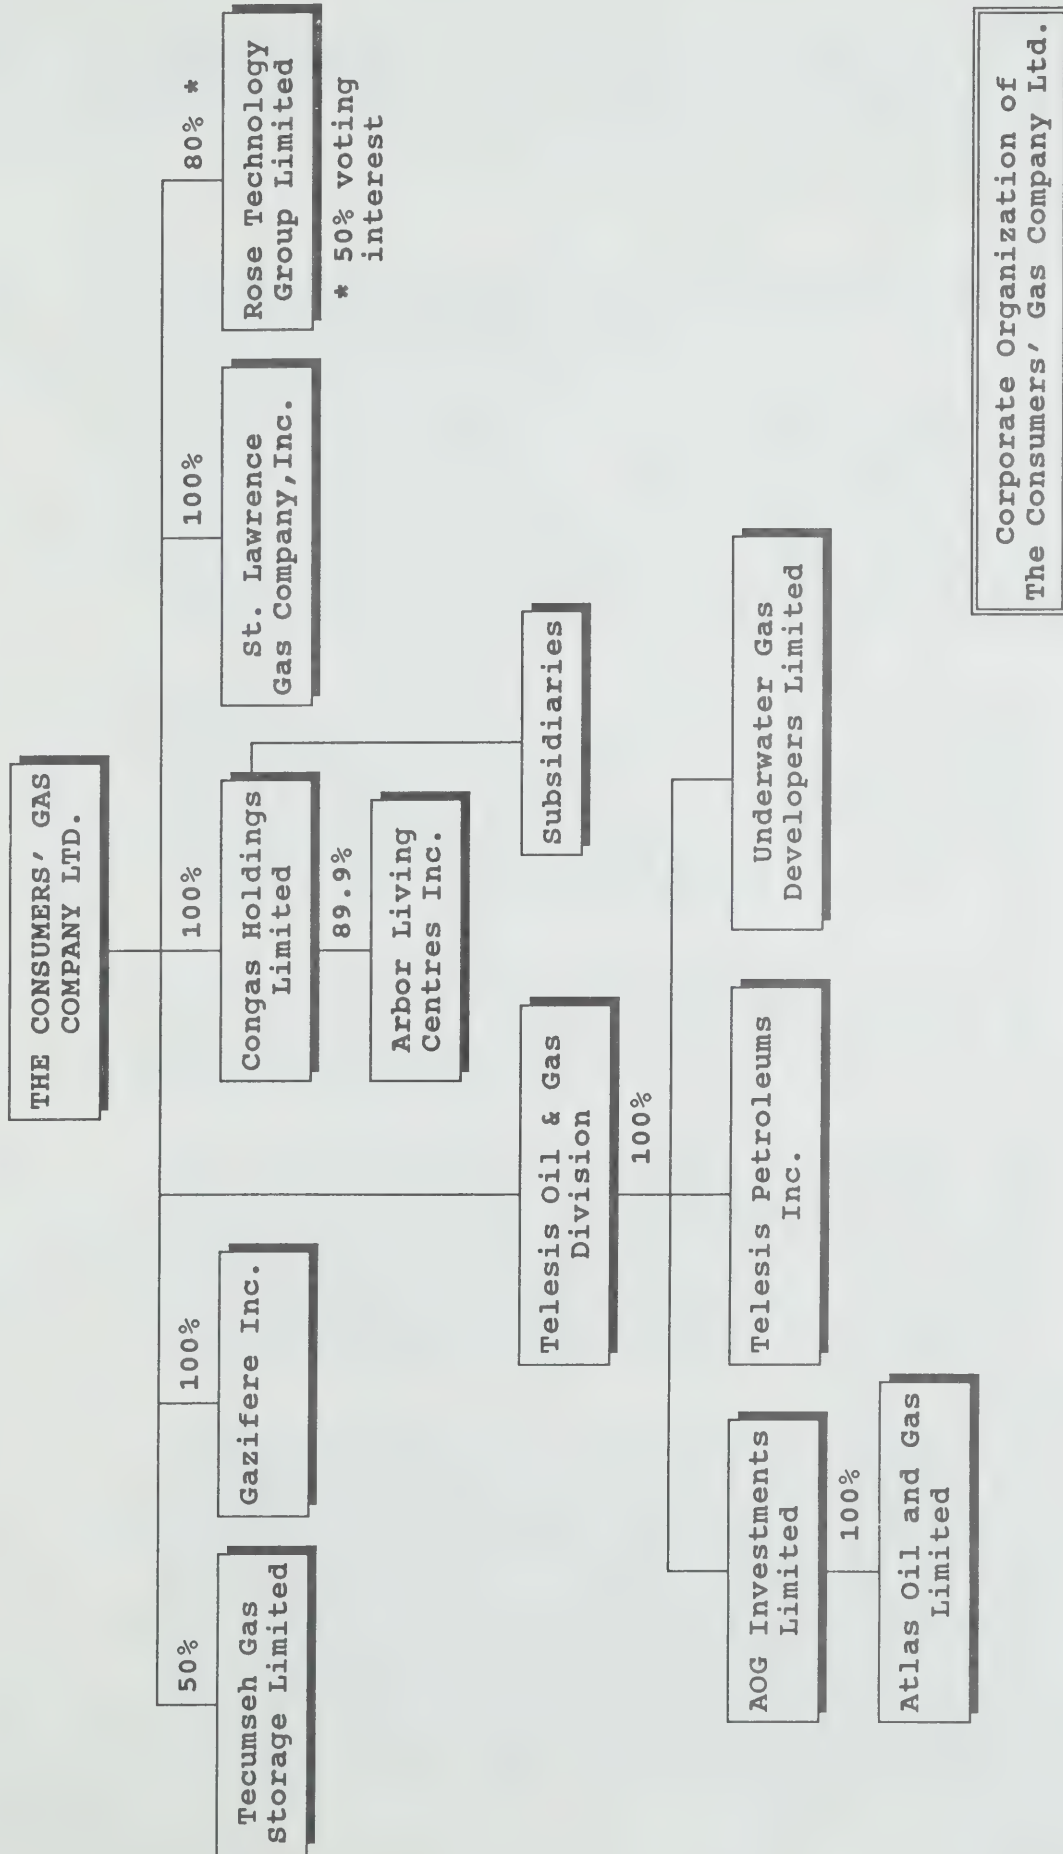 THE CONSUMERS' GAS
COMPANY LTD.
50%
100%
100%
100%
80% *
Tecumseh Gas
Storage Limited
Gazifere Inc.
Congas Holdings
Limited
St. Lawrence
Gas Company,Inc.
Rose Technology
Group Limited
* 50% voting
interest
89.9%
Arbor Living
Centres Inc.
Telesis Oil & Gas
Division
Subsidiaries
100%
AOG Investments
Limited
Telesis Petroleums
Inc.
Underwater Gas
Developers Limited
100%
Atlas Oil and Gas
Limited
Corporate Organization of
The Consumers' Gas Company Ltd.